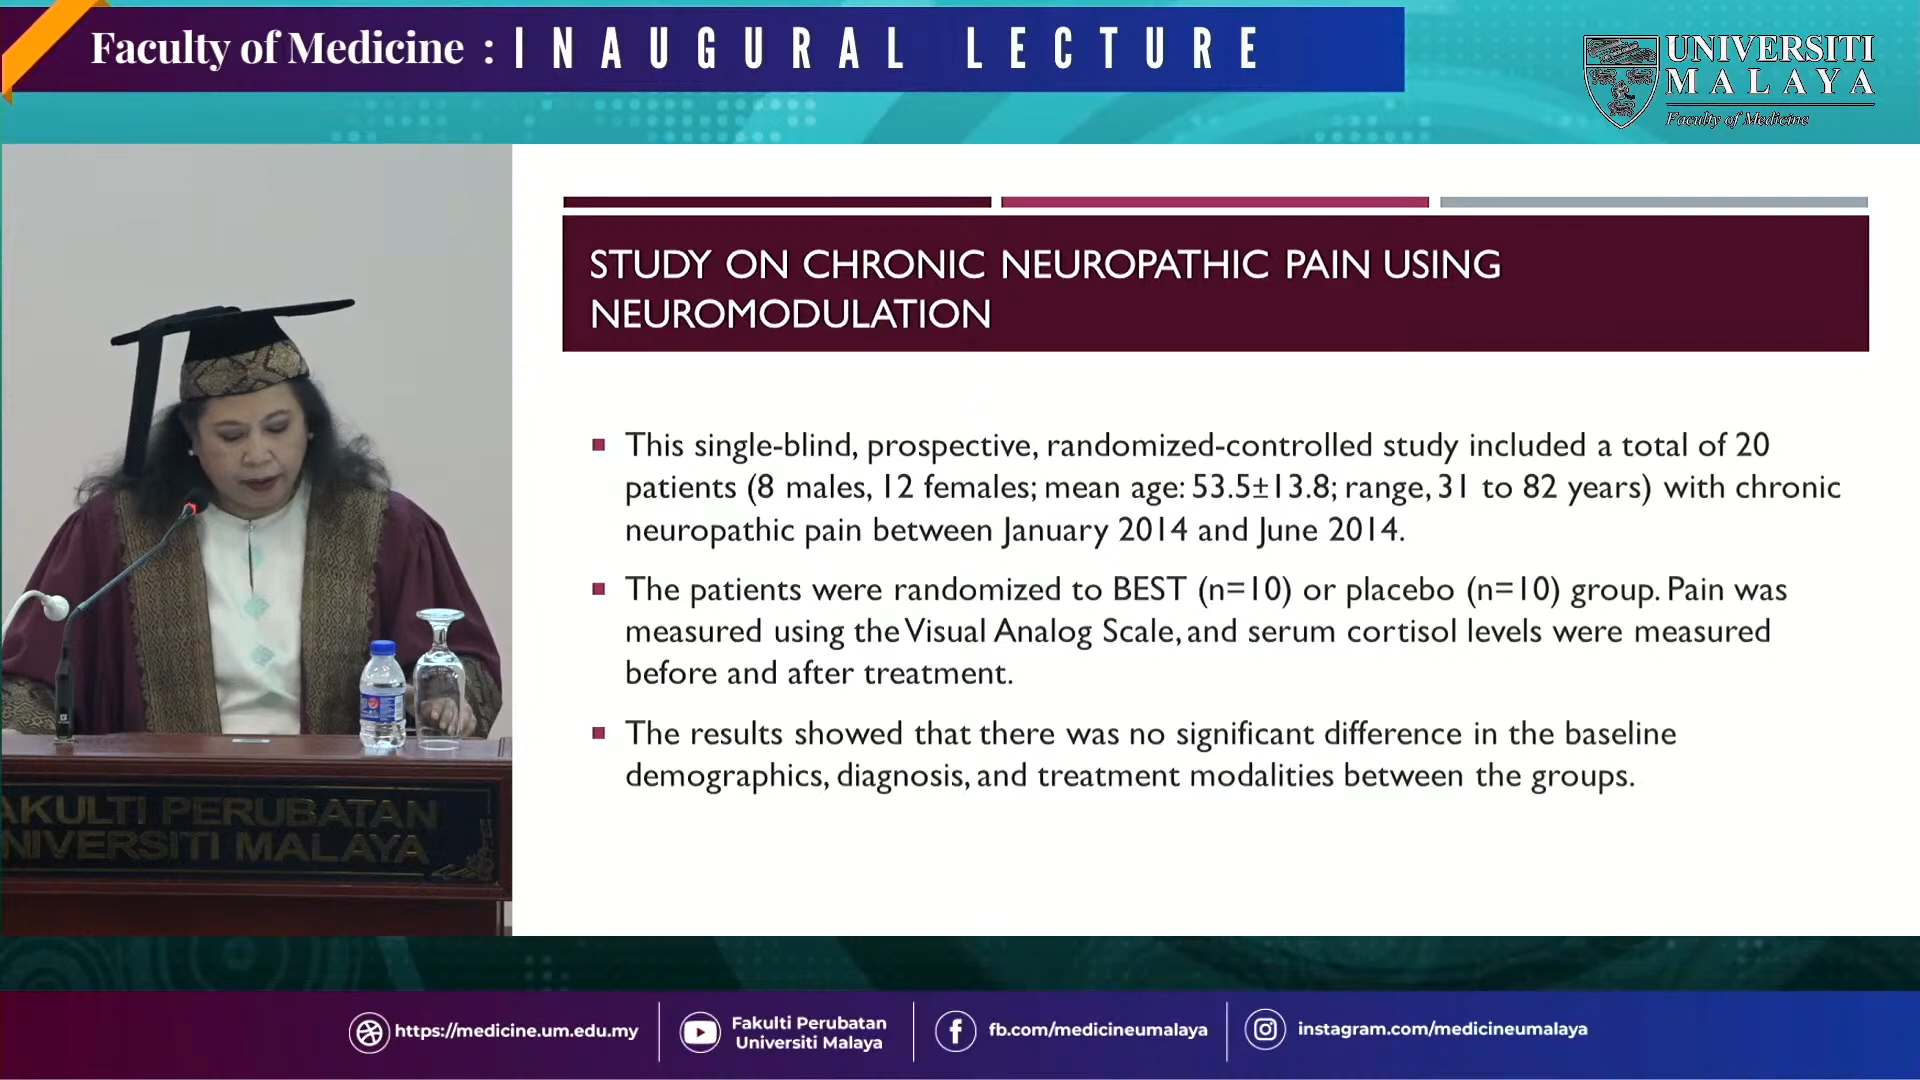 Faculty of Medicine : INAUGURAL LECTURE
UNIVERSITI
MALAYA
Faculty of Medicine
STUDY ON CHRONIC NEUROPATHIC PAIN USING
NEUROMODULATION
This single-blind, prospective, randomized-controlled study included a total of 20
patients (8 males, 12 females; mean age: 53.5±13.8; range, 31 to 82 years) with chronic
neuropathic pain between January 2014 and June 2014.
The patients were randomized to BEST (n=10) or placebo (n=10) group. Pain was
measured using the Visual Analog Scale, and serum cortisol levels were measured
before and after treatment.
The results showed that there was no significant difference in the baseline
demographics, diagnosis, and treatment modalities between the groups.
AKULTI PERUBATAN
NIVERSITI MALAYA
https://medicine.um.edu.my
Fakulti Perubatan
Universiti Malaya
fb.com/medicineumalaya
instagram.com/medicineumalaya